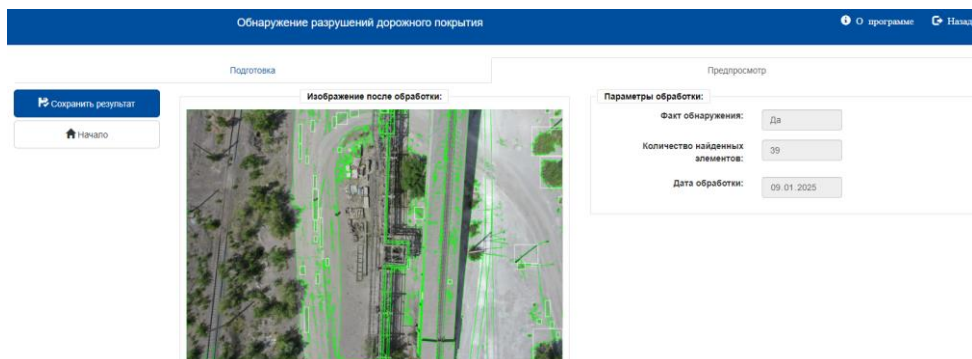 Обнаружение разрушений дорожного покрытия
О программе
Назад
Подготовка
Предпросмотр
Сохранить результат
Начало
Изображение после обработки:
Параметры обработки:
Факт обнаружения:
Да
Количество найденных
элементов:
39
Дата обработки:
09.01.2025